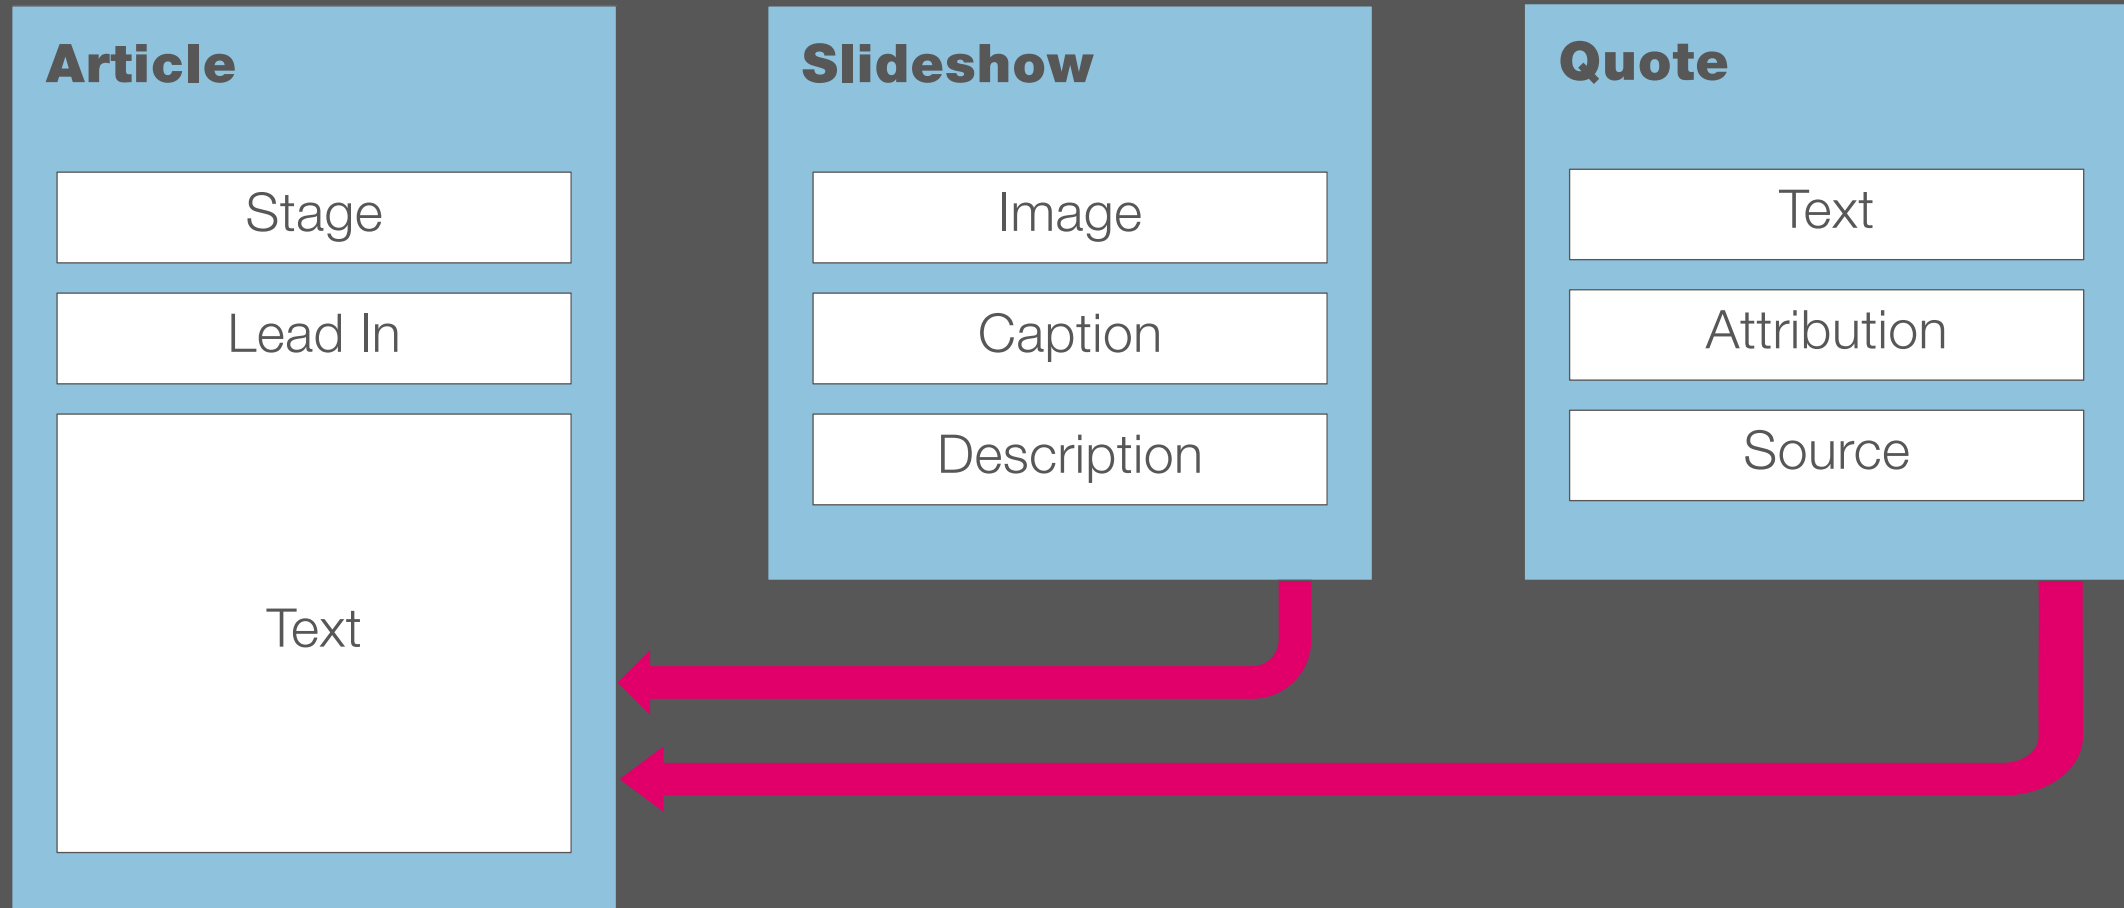 Article
Stage
Lead In
Text
Slideshow
Image
Caption
Description
Quote
Text
Attribution
Source